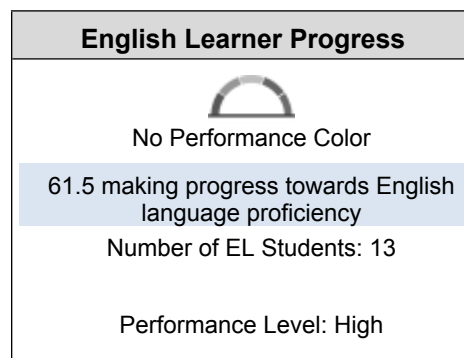 English Learner Progress
No Performance Color
61.5 making progress towards English
language proficiency
Number of EL Students: 13
Performance Level: High